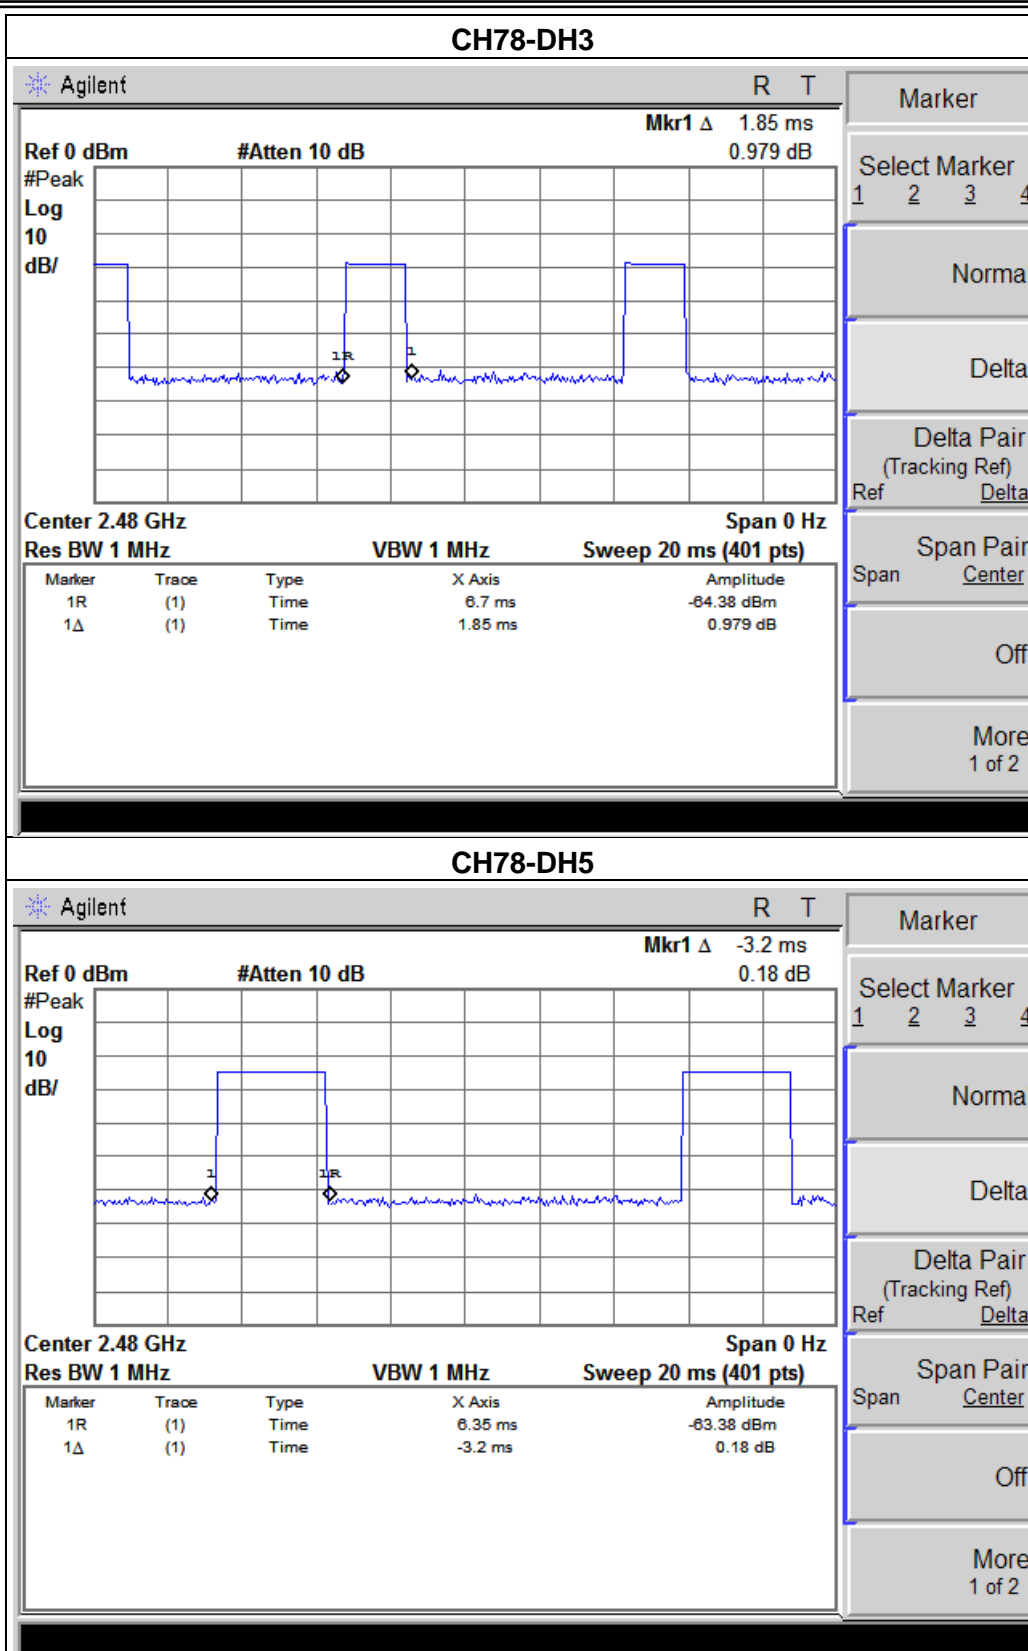 CH78-DH3
Agilent
R T
Mkr1 Δ 1.85 ms
Ref 0 dBm #Atten 10 dB 0.979 dB
#Peak
Log
10
dB/
1R
1
Center 2.48 GHz Span 0 Hz
Res BW 1 MHz VBW 1 MHz Sweep 20 ms (401 pts)
Marker Trace Type X Axis Amplitude
1R (1) Time 6.7 ms -64.38 dBm
1Δ (1) Time 1.85 ms 0.979 dB
Marker
Select Marker
1 2 3 4
Norma
Delta
Delta Pair
(Tracking Ref)
Ref Delta
Span Pair
Span Center
Off
More
1 of 2
CH78-DH5
Agilent
R T
Mkr1 Δ -3.2 ms
Ref 0 dBm #Atten 10 dB 0.18 dB
#Peak
Log
10
dB/
1
1R
Center 2.48 GHz Span 0 Hz
Res BW 1 MHz VBW 1 MHz Sweep 20 ms (401 pts)
Marker Trace Type X Axis Amplitude
1R (1) Time 6.35 ms -63.38 dBm
1Δ (1) Time -3.2 ms 0.18 dB
Marker
Select Marker
1 2 3 4
Norma
Delta
Delta Pair
(Tracking Ref)
Ref Delta
Span Pair
Span Center
Off
More
1 of 2